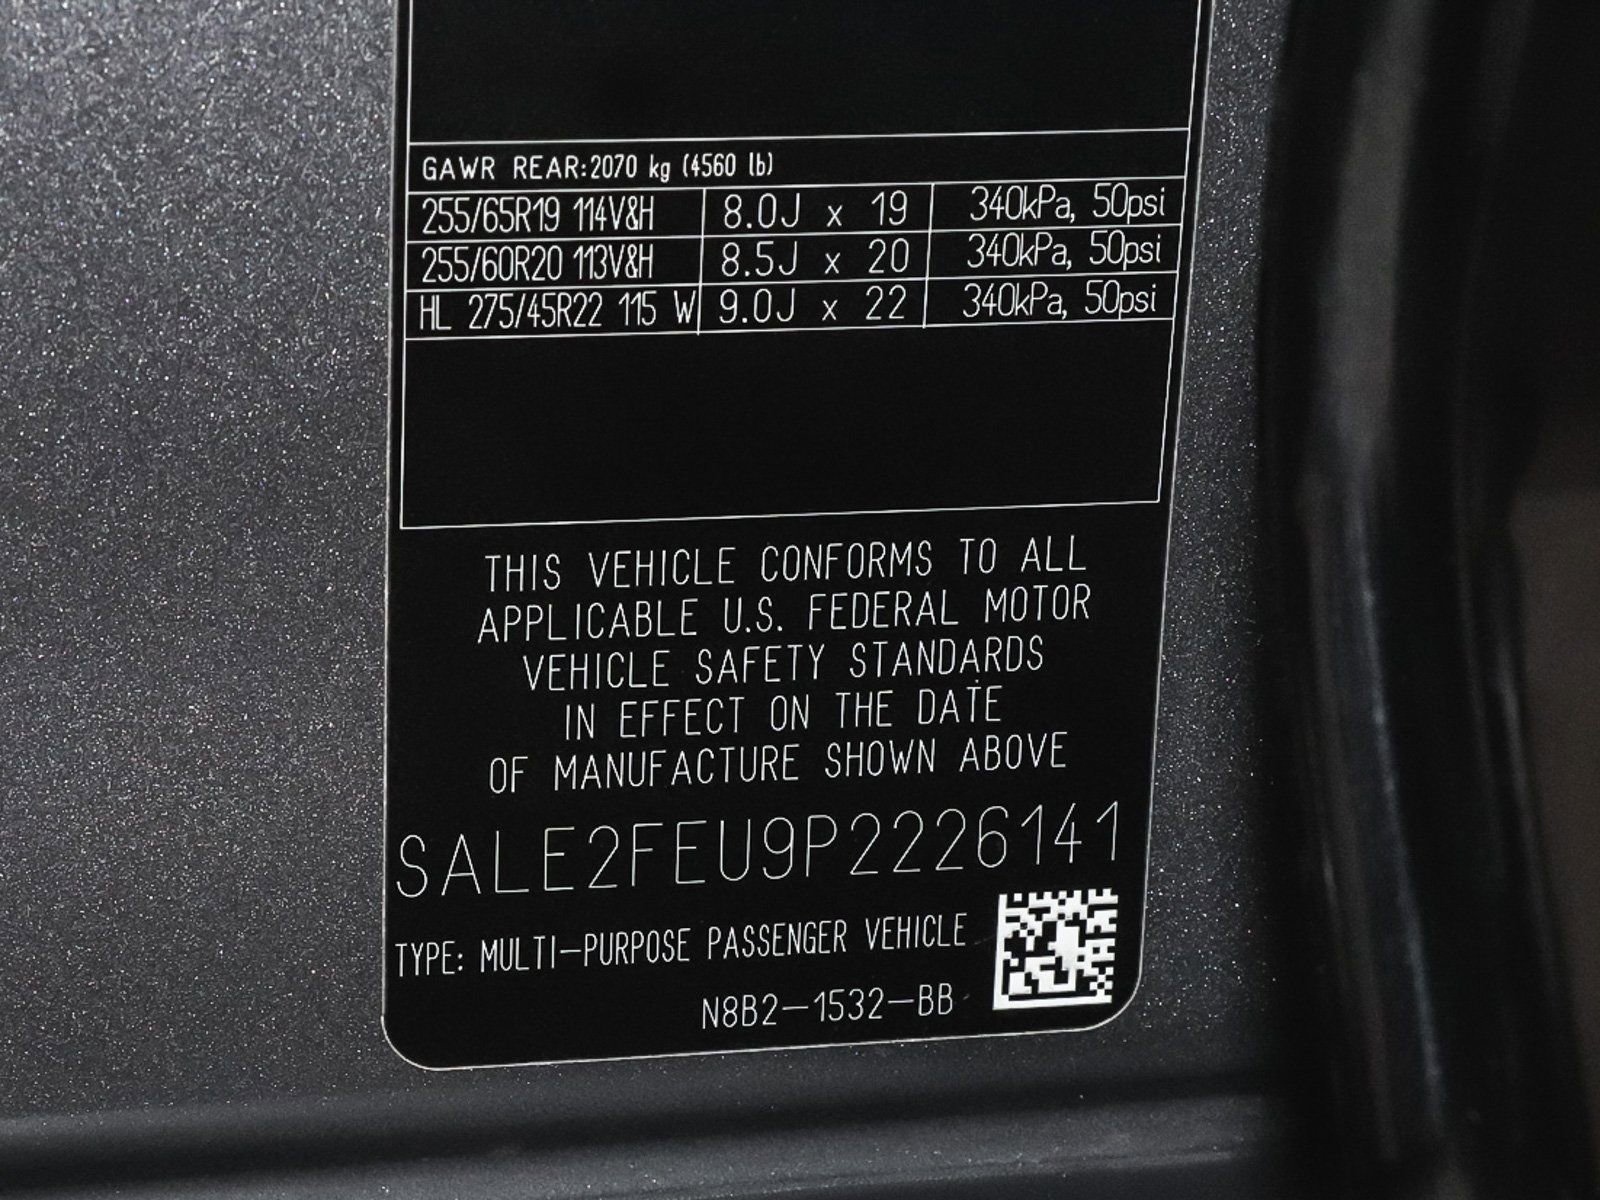 GAWR REAR:2070 kg (4560 lb)
255/65R19 114V&H 8.0J x 19 340kPa, 50psi
255/60R20 113V&H 8.5J x 20 340kPa, 50psi
HL 275/45R22 115 W 9.0J x 22 340kPa, 50psi
THIS VEHICLE CONFORMS TO ALL
APPLICABLE U.S. FEDERAL MOTOR
VEHICLE SAFETY STANDARDS
IN EFFECT ON THE DATE
OF MANUFACTURE SHOWN ABOVE
SALE2FEU9P2226141
TYPE: MULTI-PURPOSE PASSENGER VEHICLE
N8B2-1532-BB